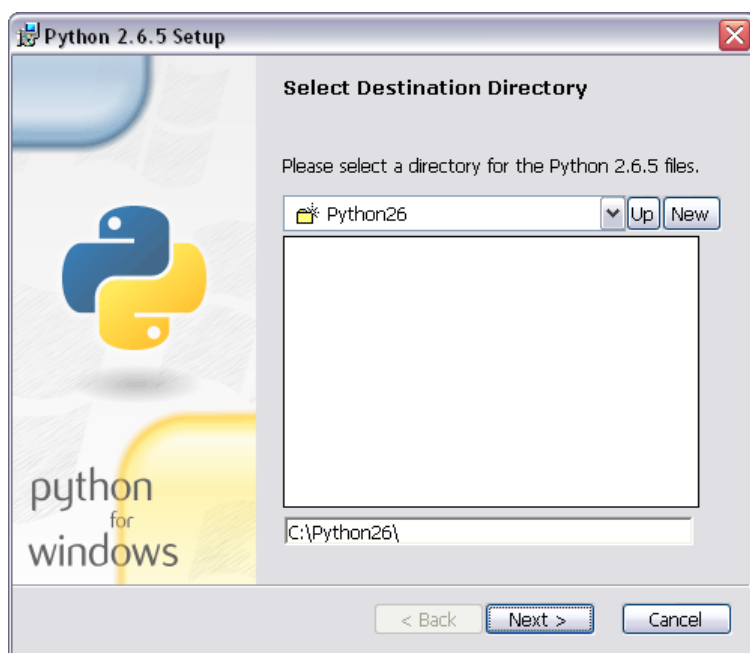 Python 2.6.5 Setup
Select Destination Directory
Please select a directory for the Python 2.6.5 files.
Python26
Up
New
C:\Python26\
python
for
windows
< Back
Next >
Cancel